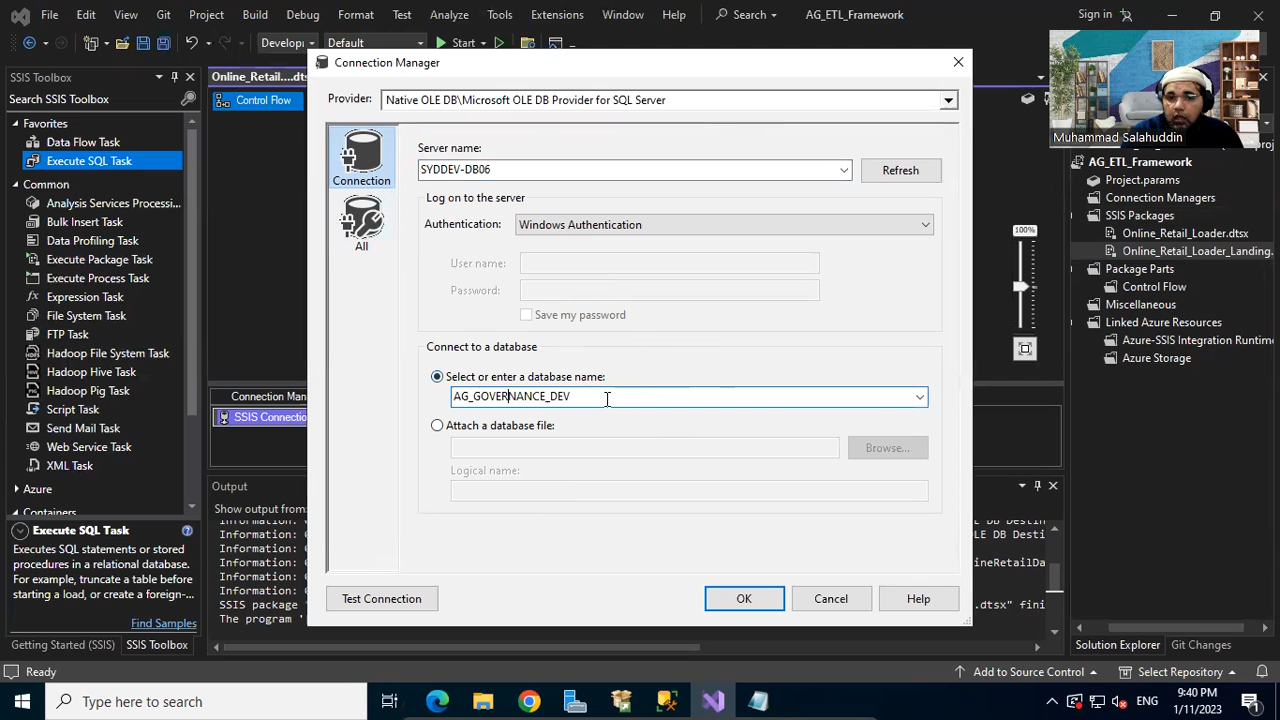 File Edit View Git Project Build Debug Format Test Analyze Tools Extensions Window Help Search AG_ETL_Framework Sign in
Default Start
SSIS Toolbox
Search SSIS Toolbox
Favorites
Data Flow Task
Execute SQL Task
Common
Analysis Services Processi...
Bulk Insert Task
Data Profiling Task
Execute Package Task
Execute Process Task
Expression Task
File System Task
FTP Task
Hadoop File System Task
Hadoop Hive Task
Hadoop Pig Task
Script Task
Send Mail Task
Web Service Task
XML Task
Azure
Containers
Execute SQL Task
Executes SQL statements or stored
procedures in a relational database.
For example, truncate a table before
starting a load, or create a foreign-...
Find Samples
Getting Started (SSIS) SSIS Toolbox
Online_Retail....dts
Control Flow
Connection Manager
Provider: Native OLE DB\Microsoft OLE DB Provider for SQL Server
Connection
All
Server name:
SYDDEV-DB06
Refresh
Log on to the server
Authentication: Windows Authentication
User name:
Password:
Save my password
Connect to a database
Select or enter a database name:
AG_GOVERNANCE_DEV
Attach a database file:
Browse...
Logical name:
Test Connection OK Cancel Help
100%
Connection Ma
SSIS Connectio
Output
Show output from:
Information:
Information:
Information:
Information:
Information:
SSIS package
The program '
Muhammad Salahuddin
AG_ETL_Framework
Project.params
Connection Managers
SSIS Packages
Online_Retail_Loader.dtsx
Online_Retail_Loader_Landing.
Package Parts
Control Flow
Miscellaneous
Linked Azure Resources
Azure-SSIS Integration Runtim
Azure Storage
Solution Explorer Git Changes
Ready Add to Source Control Select Repository
Type here to search
9:40 PM
1/11/2023